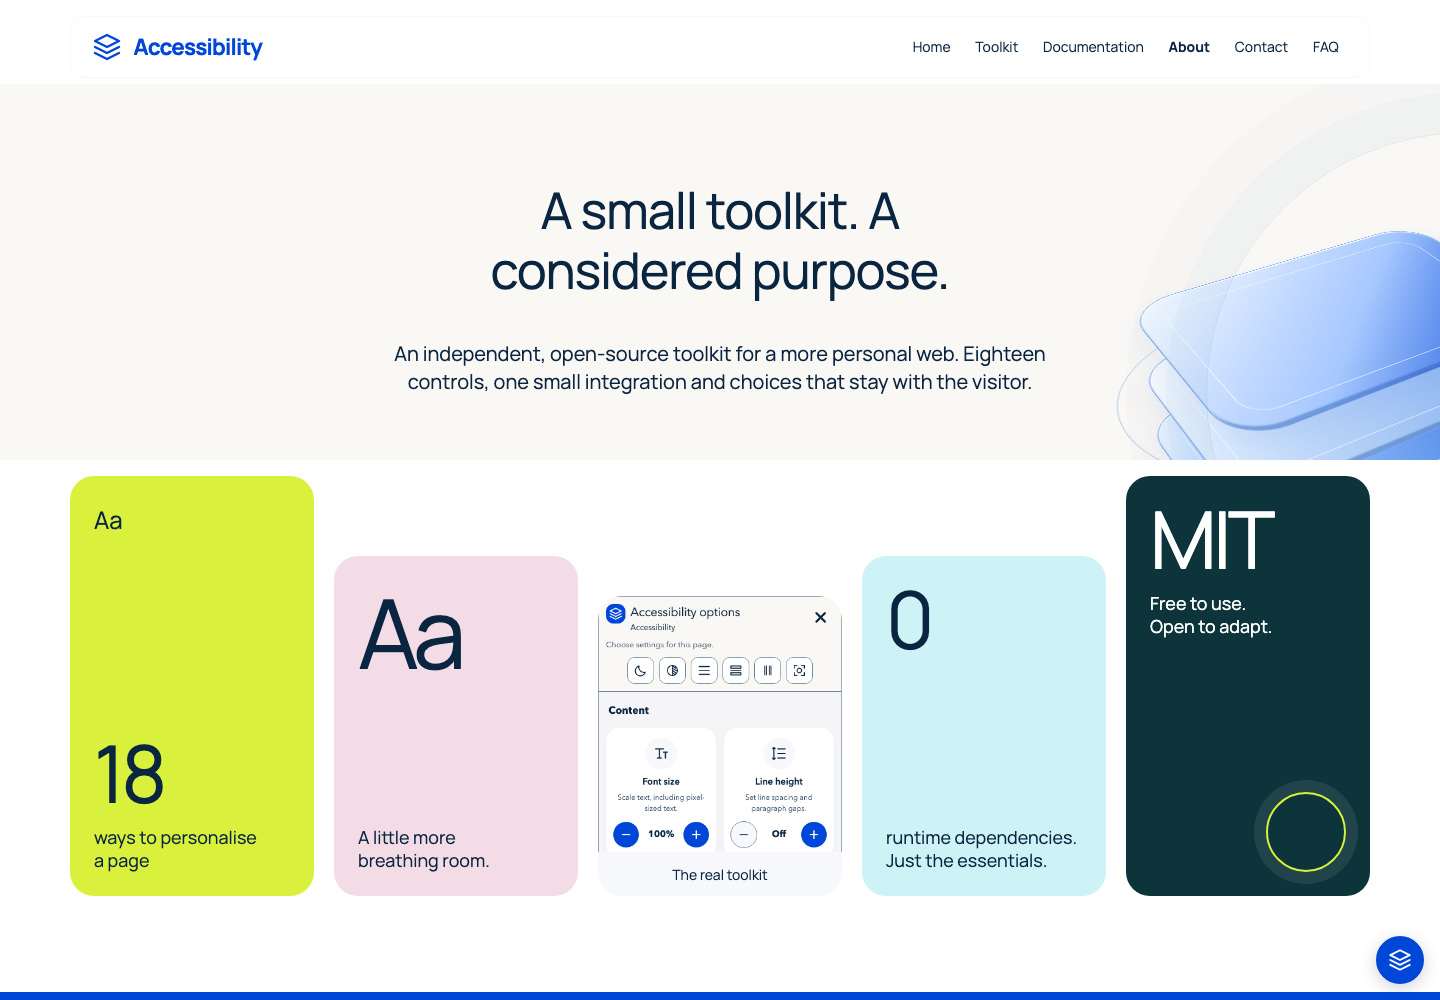 Accessibility
Home
Toolkit
Documentation
About
Contact
FAQ
A small toolkit. A
considered purpose.
An independent, open-source toolkit for a more personal web. Eighteen
controls, one small integration and choices that stay with the visitor.
Aa
18
ways to personalise
a page
Aa
A little more
breathing room.
Accessibility options
Accessibility
Choose settings for this page.
Content
Font size
Scale text, including pixel-
sized text.
100%
Line height
Set line spacing and
paragraph gaps.
Off
The real toolkit
0
runtime dependencies.
Just the essentials.
MIT
Free to use.
Open to adapt.